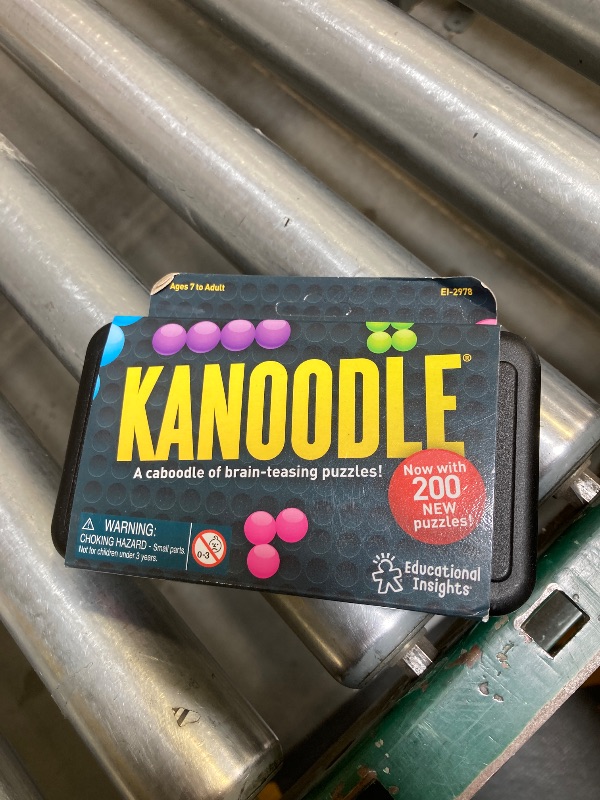 Ages 7 to Adult
EI-2978
KANOODLE®
A caboodle of brain-teasing puzzles!
Now with
200
NEW
puzzles!
⚠ WARNING:
CHOKING HAZARD - Small parts.
Not for children under 3 years.
0-3
Educational
Insights®